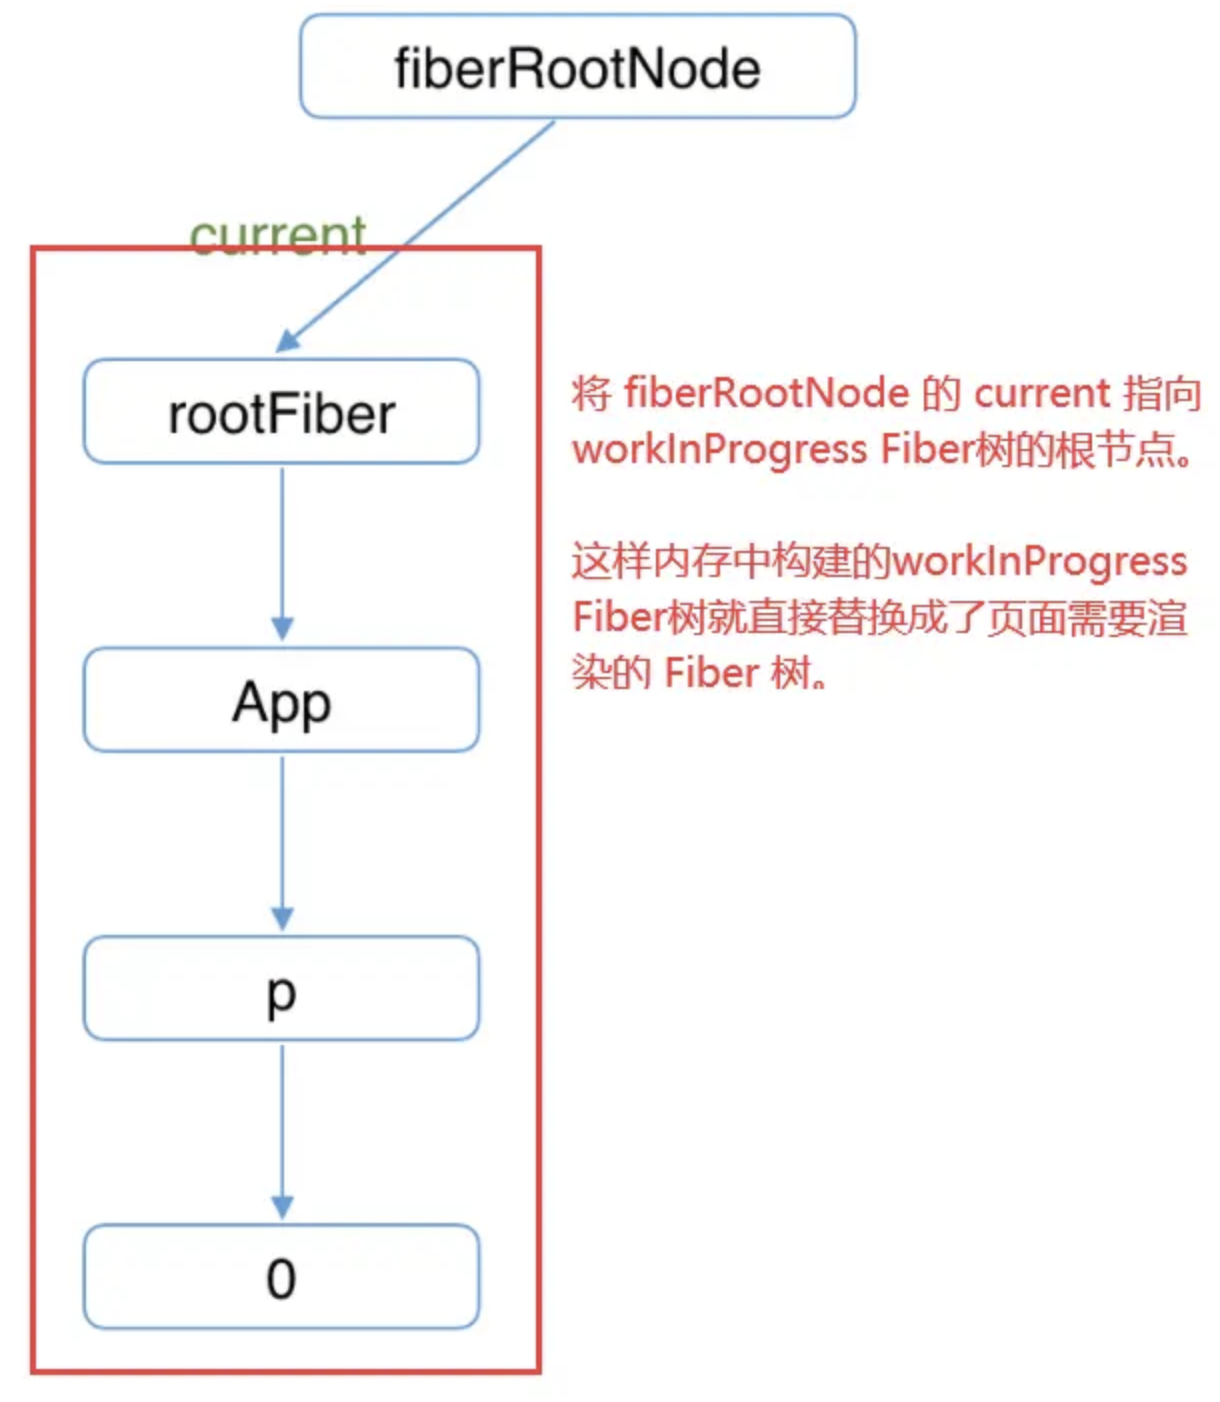 fiberRootNode
current
rootFiber
将 fiberRootNode 的 current 指向
workInProgress Fiber树的根节点。
这样内存中构建的workInProgress
Fiber树就直接替换成了页面需要渲
染的 Fiber 树。
App
p
0